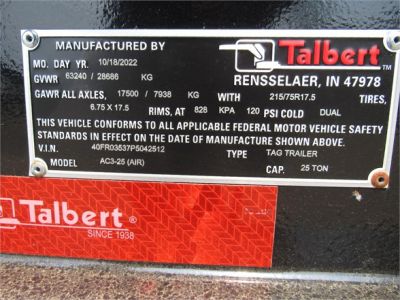 MANUFACTURED BY Talbert™
MO. DAY YR. 10/18/2022 RENSSELAER, IN 47978
GVWR 63240 / 28686 KG
GAWR ALL AXLES, 17500 / 7938 KG WITH 215/75R17.5 TIRES,
6.75 X 17.5 RIMS, AT 828 KPA 120 PSI COLD DUAL
THIS VEHICLE CONFORMS TO ALL APPLICABLE FEDERAL MOTOR VEHICLE SAFETY
STANDARDS IN EFFECT ON THE DATE OF MANUFACTURE SHOWN ABOVE.
V.I.N. 40FR03537P5042512 TYPE TAG TRAILER
MODEL AC3-25 (AIR) CAP. 25 TON
Talbert®
SINCE 1938